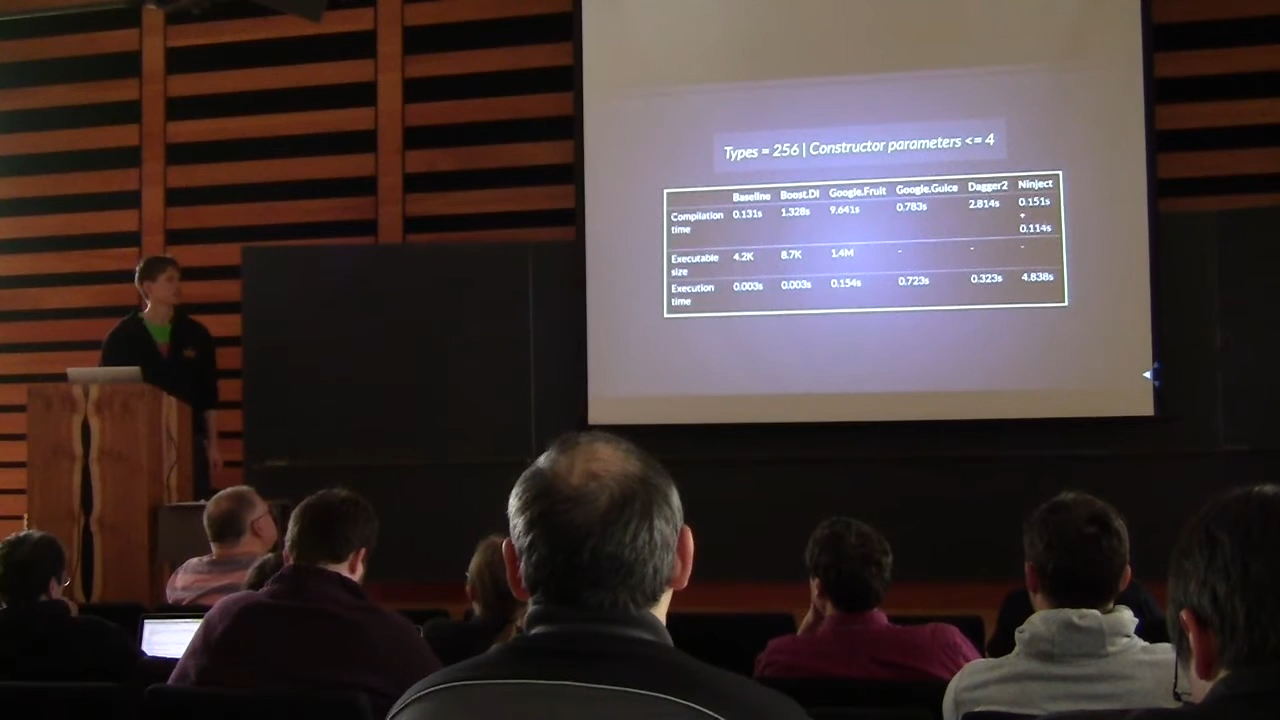 Types = 256 | Constructor parameters <= 4
Baseline Boost.DI Google.Fruit Google.Guice Dagger2 Ninject
Compilation time 0.131s 1.328s 9.641s 0.783s 2.814s 0.151s + 0.114s
Executable size 4.2K 8.7K 1.4M - - -
Execution time 0.003s 0.003s 0.154s 0.723s 0.323s 4.838s